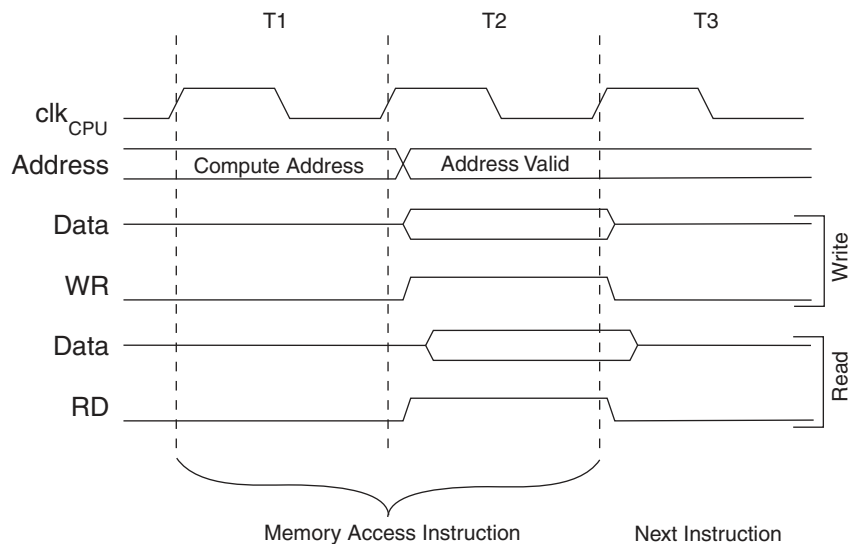 T1 T2 T3
clkCPU
Address Compute Address Address Valid
Data
WR
Write
Data
RD
Read
Memory Access Instruction Next Instruction